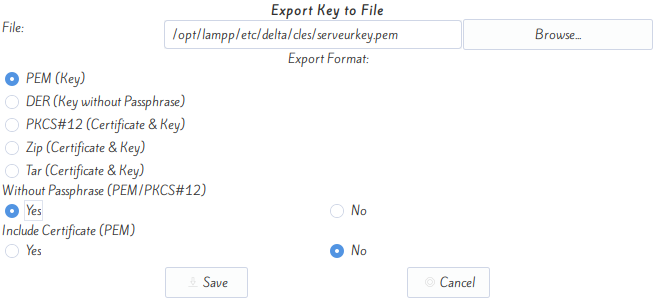 Export Key to File
File: /opt/lampp/etc/delta/cles/serveurkey.pem Browse...
Export Format:
PEM (Key)
DER (Key without Passphrase)
PKCS#12 (Certificate & Key)
Zip (Certificate & Key)
Tar (Certificate & Key)
Without Passphrase (PEM/PKCS#12)
Yes No
Include Certificate (PEM)
Yes No
Save Cancel